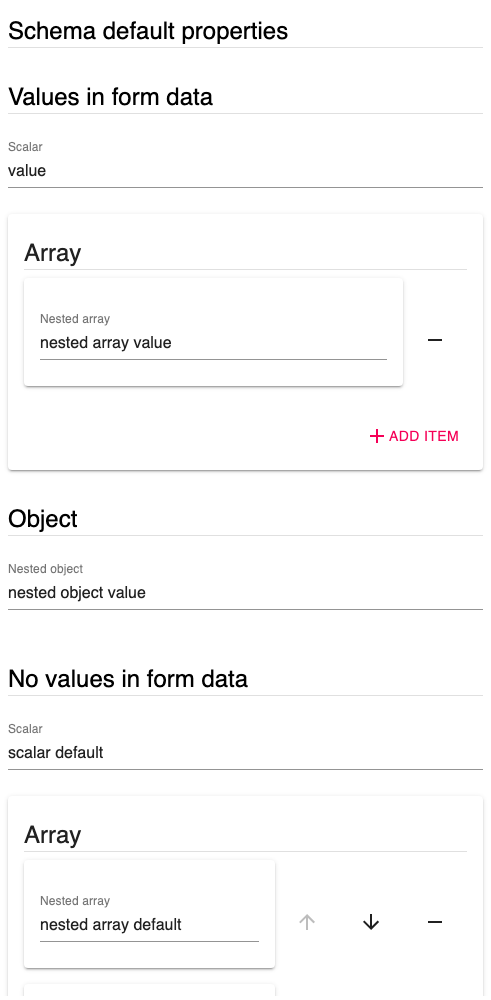 Schema default properties
Values in form data
Scalar
value
Array
Nested array
nested array value
ADD ITEM
Object
Nested object
nested object value
No values in form data
Scalar
scalar default
Array
Nested array
nested array default